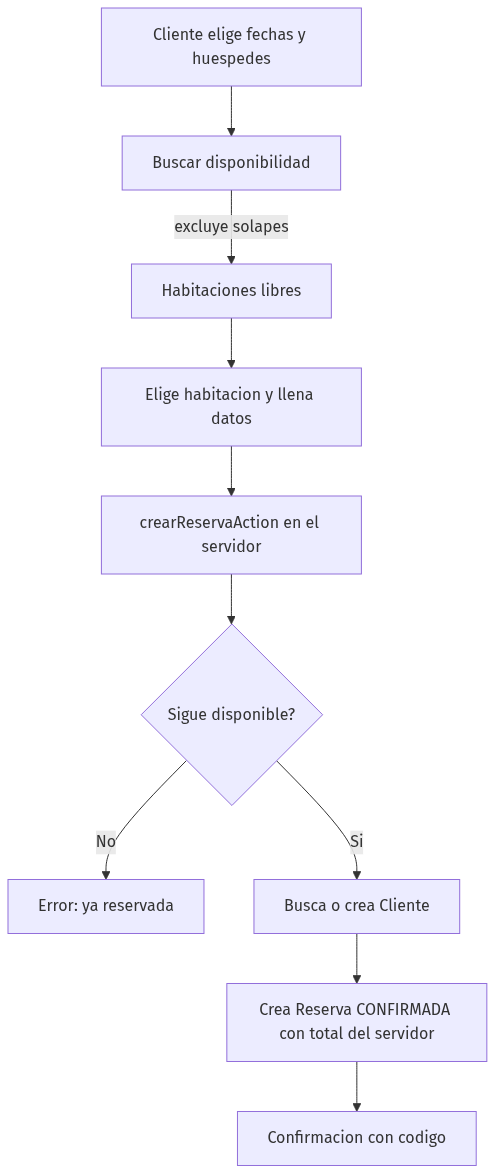 Cliente elige fechas y
huespedes
Buscar disponibilidad
excluye solapes
Habitaciones libres
Elige habitacion y llena
datos
crearReservaAction en el
servidor
Sigue disponible?
No
Si
Error: ya reservada
Busca o crea Cliente
Crea Reserva CONFIRMADA
con total del servidor
Confirmacion con codigo